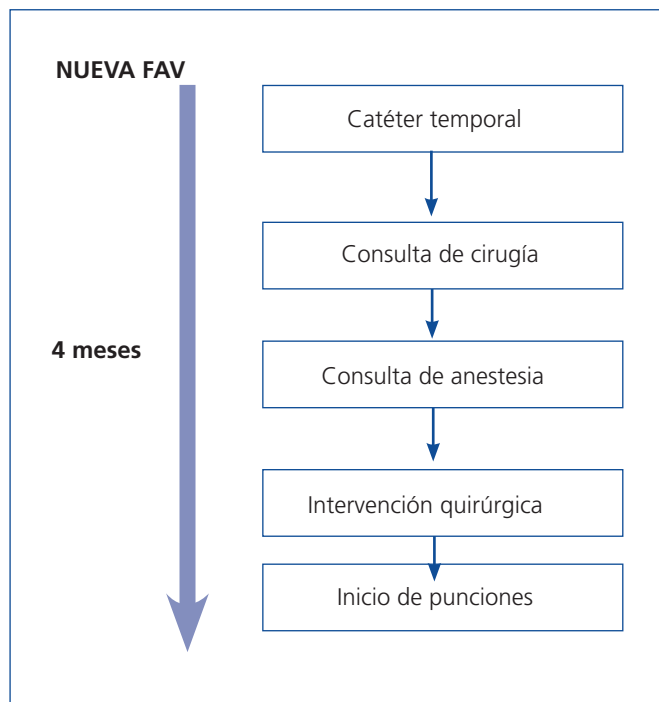 NUEVA FAV
Catéter temporal
Consulta de cirugía
4 meses
Consulta de anestesia
Intervención quirúrgica
Inicio de punciones